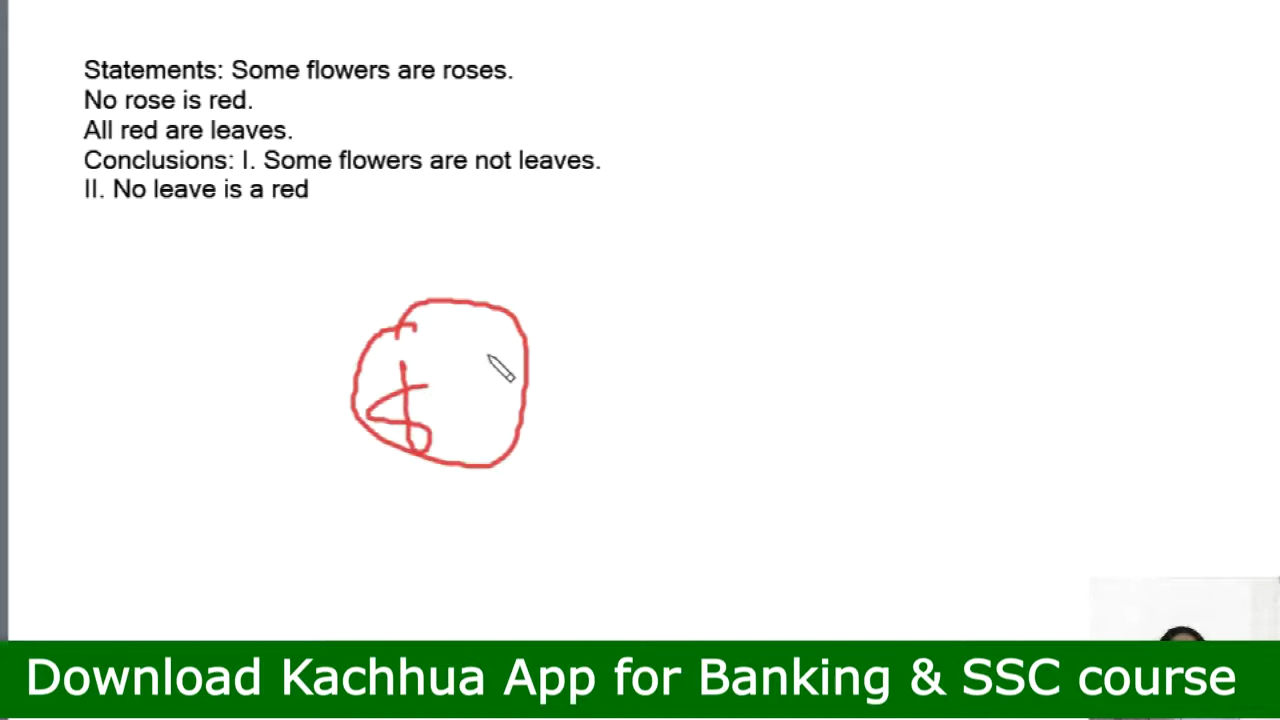 Statements: Some flowers are roses.
No rose is red.
All red are leaves.
Conclusions: I. Some flowers are not leaves.
II. No leave is a red
Download Kachhua App for Banking & SSC course